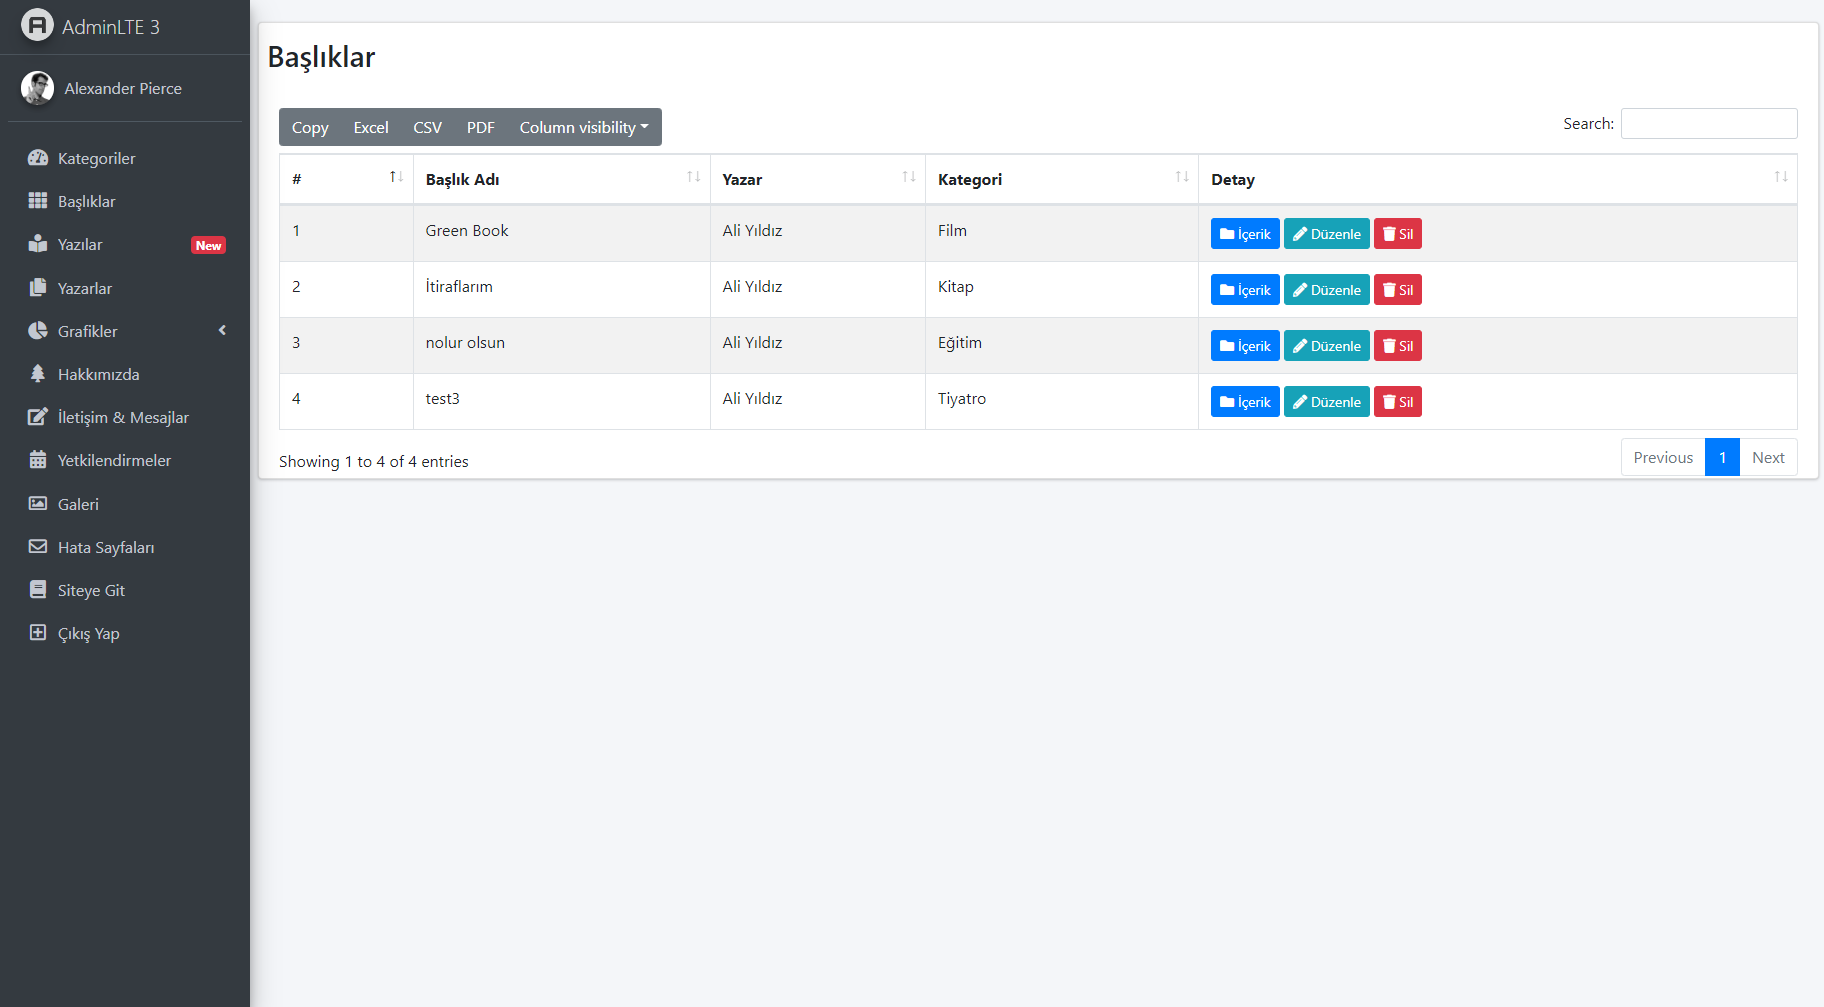 AdminLTE 3
Alexander Pierce
Kategoriler
Başlıklar
Yazılar New
Yazarlar
Grafikler
Hakkımızda
İletişim & Mesajlar
Yetkilendirmeler
Galeri
Hata Sayfaları
Siteye Git
Çıkış Yap
Başlıklar
Copy Excel CSV PDF Column visibility
Search:
# Başlık Adı Yazar Kategori Detay
1 Green Book Ali Yıldız Film İçerik Düzenle Sil
2 İtiraflarım Ali Yıldız Kitap İçerik Düzenle Sil
3 nolur olsun Ali Yıldız Eğitim İçerik Düzenle Sil
4 test3 Ali Yıldız Tiyatro İçerik Düzenle Sil
Showing 1 to 4 of 4 entries
Previous 1 Next